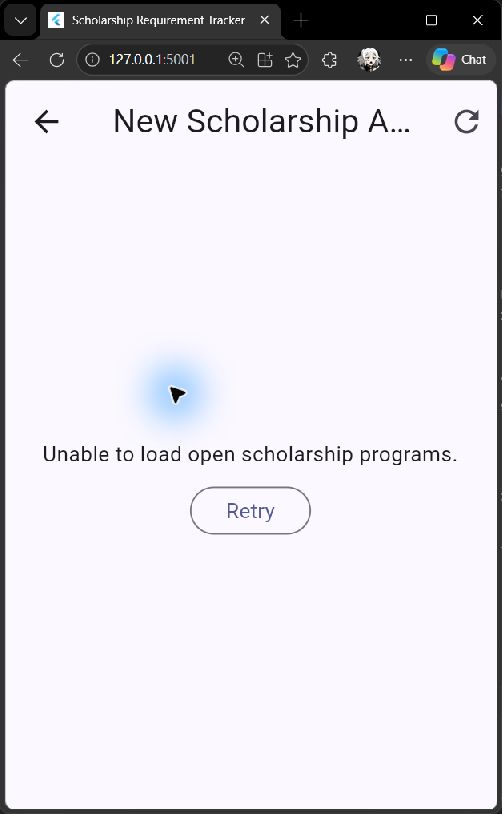 Scholarship Requirement Tracker
127.0.0.1:5001
Chat
New Scholarship A...
Unable to load open scholarship programs.
Retry